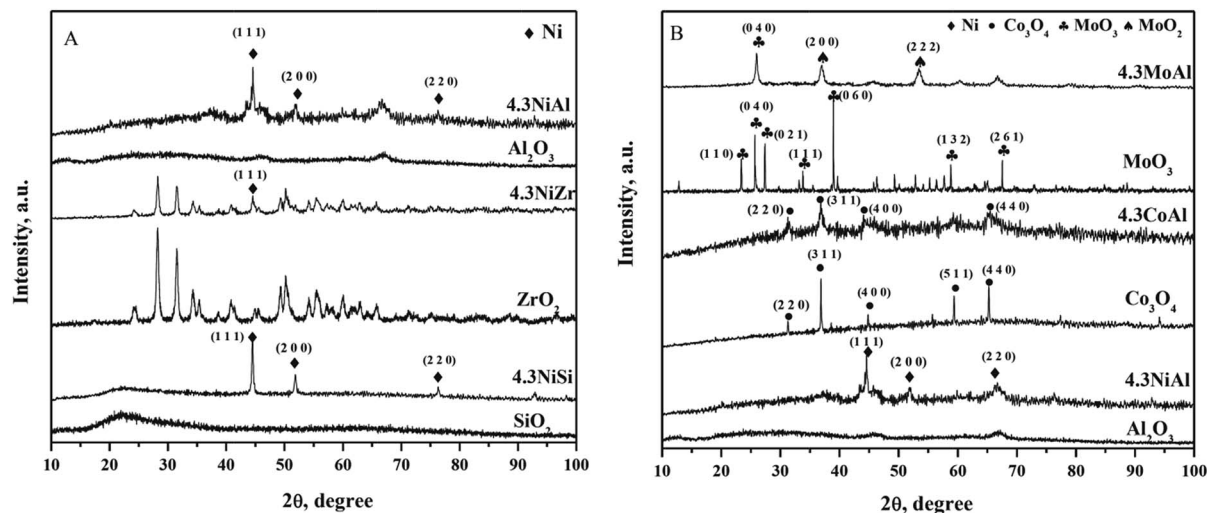 A
◆ Ni
(1 1 1)
(2 0 0)
(2 2 0)
4.3NiAl
Al₂O₃
(1 1 1)
4.3NiZr
ZrO₂
(1 1 1)
(2 0 0)
(2 2 0)
4.3NiSi
SiO₂
10 20 30 40 50 60 70 80 90 100
2θ, degree
Intensity, a.u.
B
◆ Ni ● Co₃O₄ ♣ MoO₃ ♠ MoO₂
(0 4 0)
(2 0 0)
(2 2 2)
4.3MoAl
(0 6 0)
(0 4 0)
(0 2 1)
(1 1 0)
(1 1 1)
(1 3 2)
(2 6 1)
MoO₃
(2 2 0)
(3 1 1)
(4 0 0)
(4 4 0)
4.3CoAl
(3 1 1)
(2 2 0)
(4 0 0)
(5 1 1)
(4 4 0)
Co₃O₄
(1 1 1)
(2 0 0)
(2 2 0)
4.3NiAl
Al₂O₃
10 20 30 40 50 60 70 80 90 100
2θ, degree
Intensity, a.u.